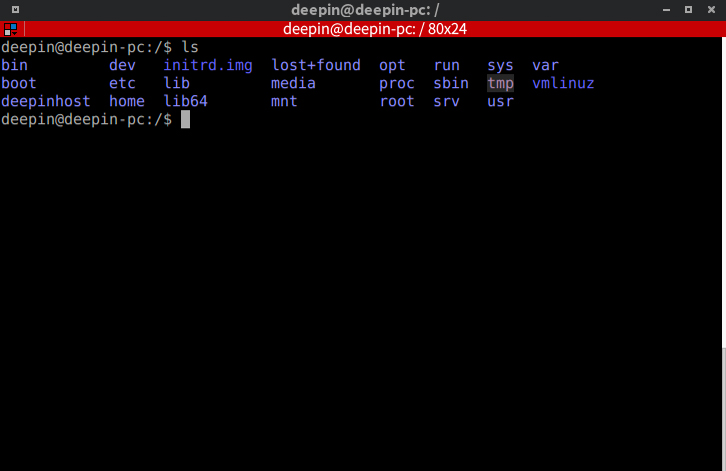 deepin@deepin-pc: /
deepin@deepin-pc: / 80x24
deepin@deepin-pc:/$ ls
bin         dev   initrd.img  lost+found  opt   run   sys  var
boot        etc   lib         media       proc  sbin  tmp  vmlinuz
deepinhost  home  lib64       mnt         root  srv   usr
deepin@deepin-pc:/$